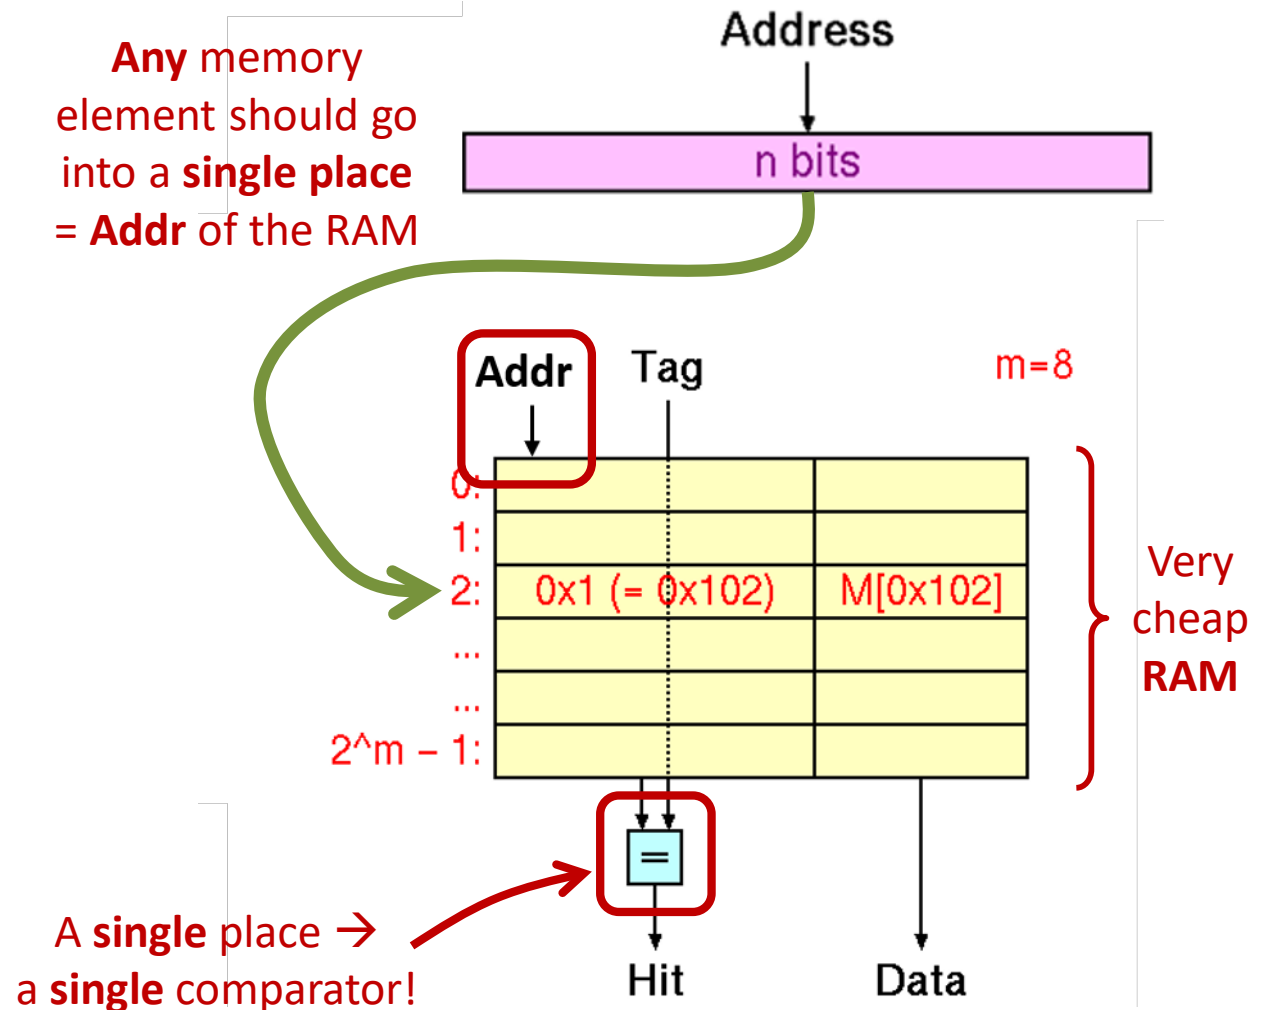 Address
Any memory
element should go
into a single place
= Addr of the RAM
n bits
Addr
Tag
m=8
0:
1:
2: 0x1 (= 0x102) M[0x102]
...
...
2^m – 1:
Very
cheap
RAM
=
A single place →
a single comparator!
Hit
Data